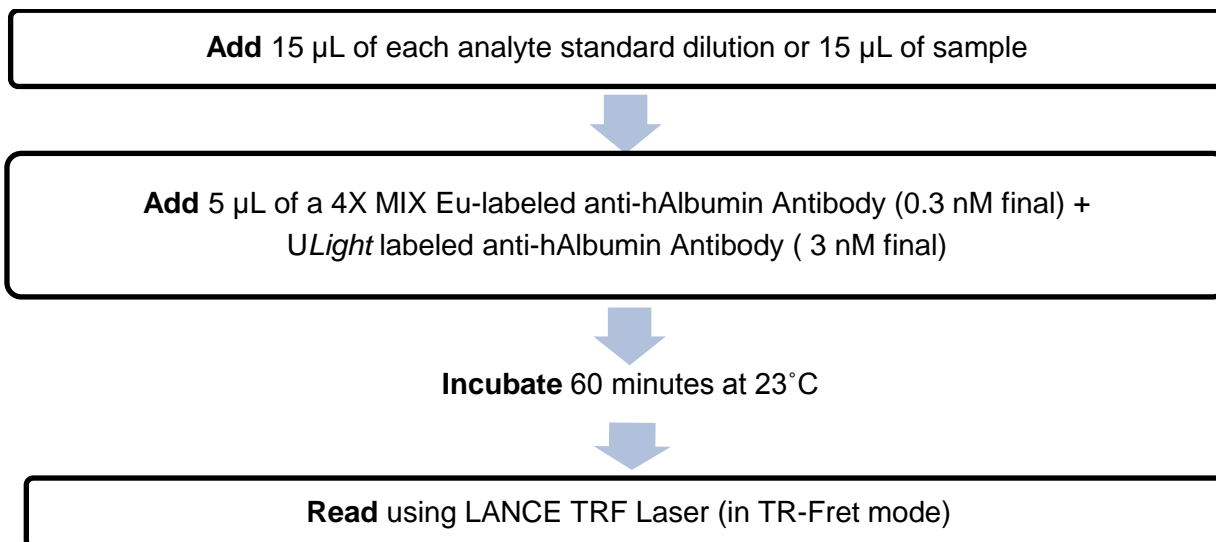 Add 15 µL of each analyte standard dilution or 15 µL of sample
Add 5 µL of a 4X MIX Eu-labeled anti-hAlbumin Antibody (0.3 nM final) +
ULight labeled anti-hAlbumin Antibody ( 3 nM final)
Incubate 60 minutes at 23˚C
Read using LANCE TRF Laser (in TR-Fret mode)